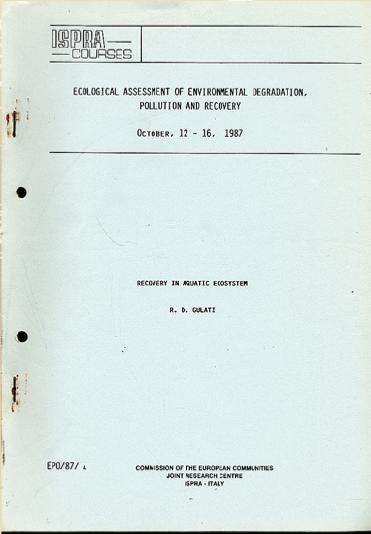 ISPRA
COURSES
ECOLOGICAL ASSESSMENT OF ENVIRONMENTAL DEGRADATION,
POLLUTION AND RECOVERY
OCTOBER, 12 - 16, 1987
RECOVERY IN AQUATIC ECOSYSTEM
R. D. GULATI
EPO/87/
COMMISSION OF THE EUROPEAN COMMUNITIES
JOINT RESEARCH CENTRE
ISPRA - ITALY